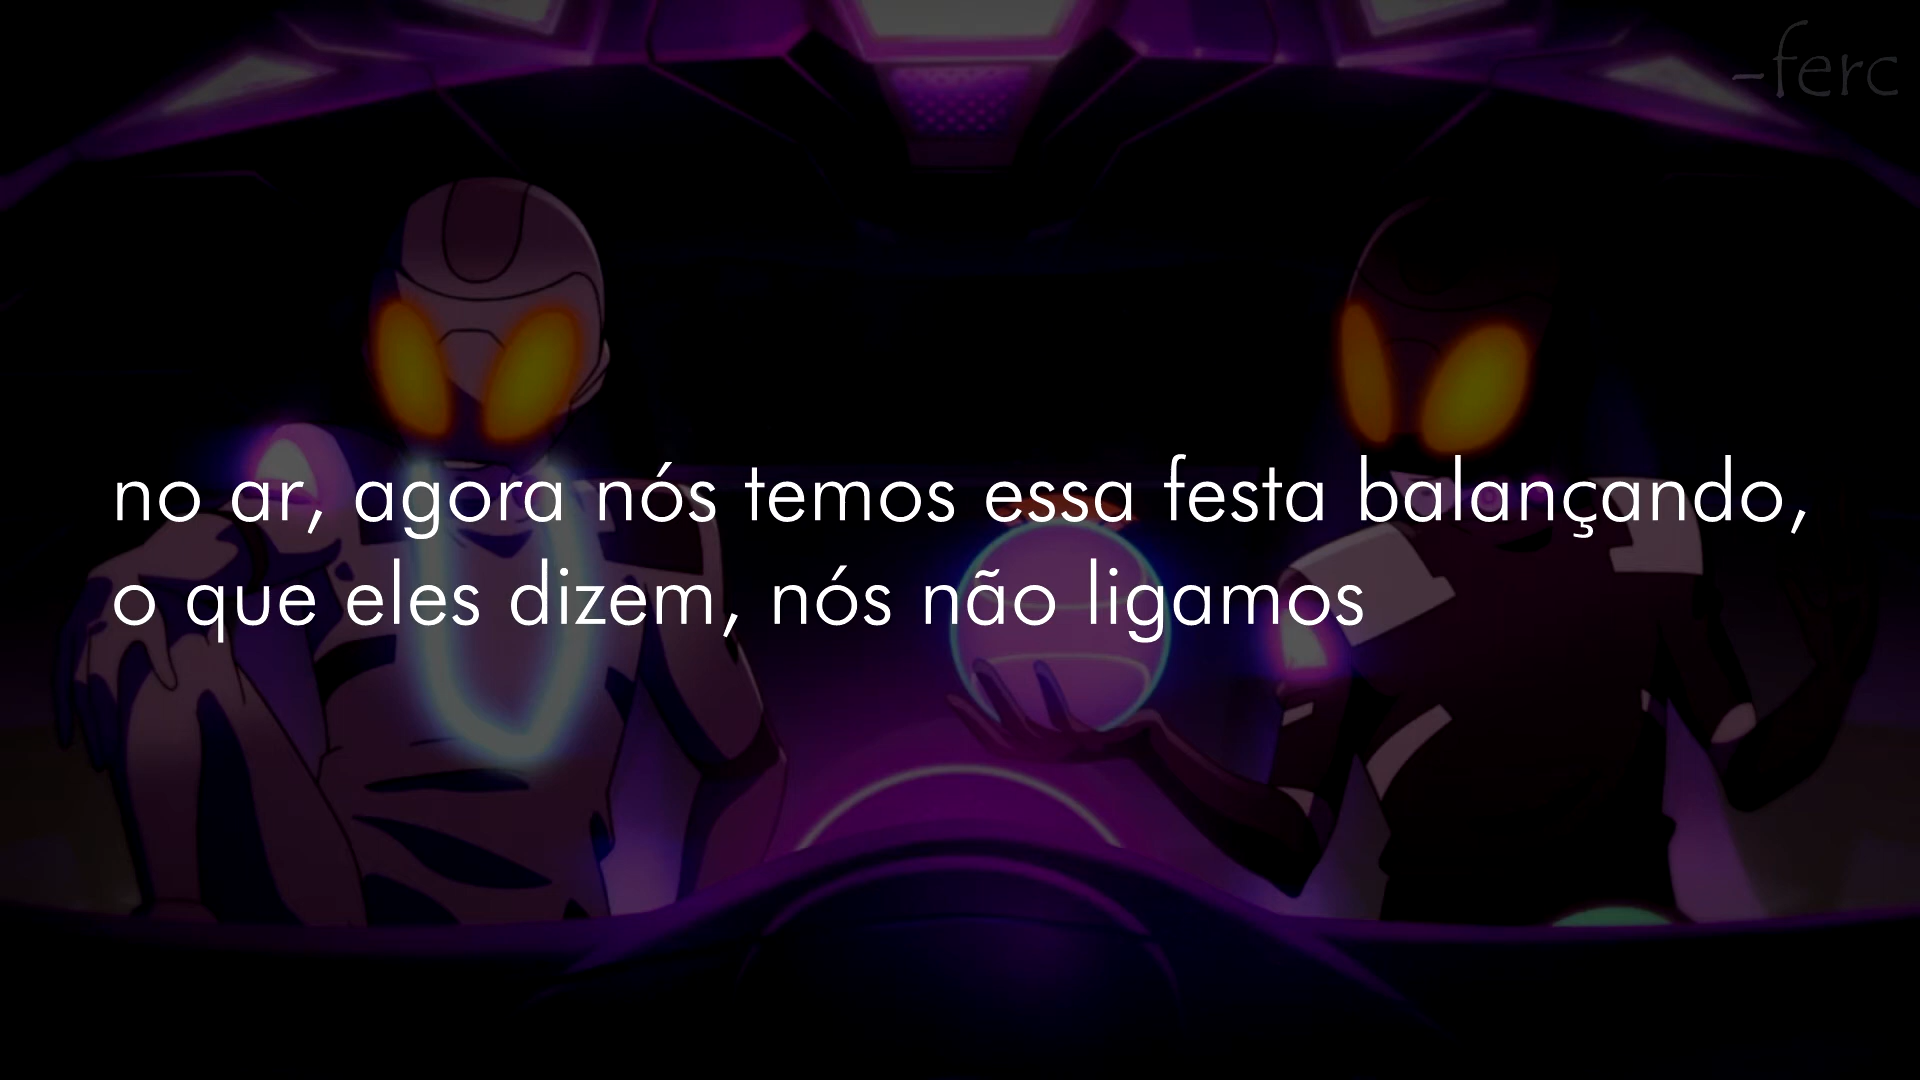 -ferc
no ar, agora nós temos essa festa balançando,
o que eles dizem, nós não ligamos